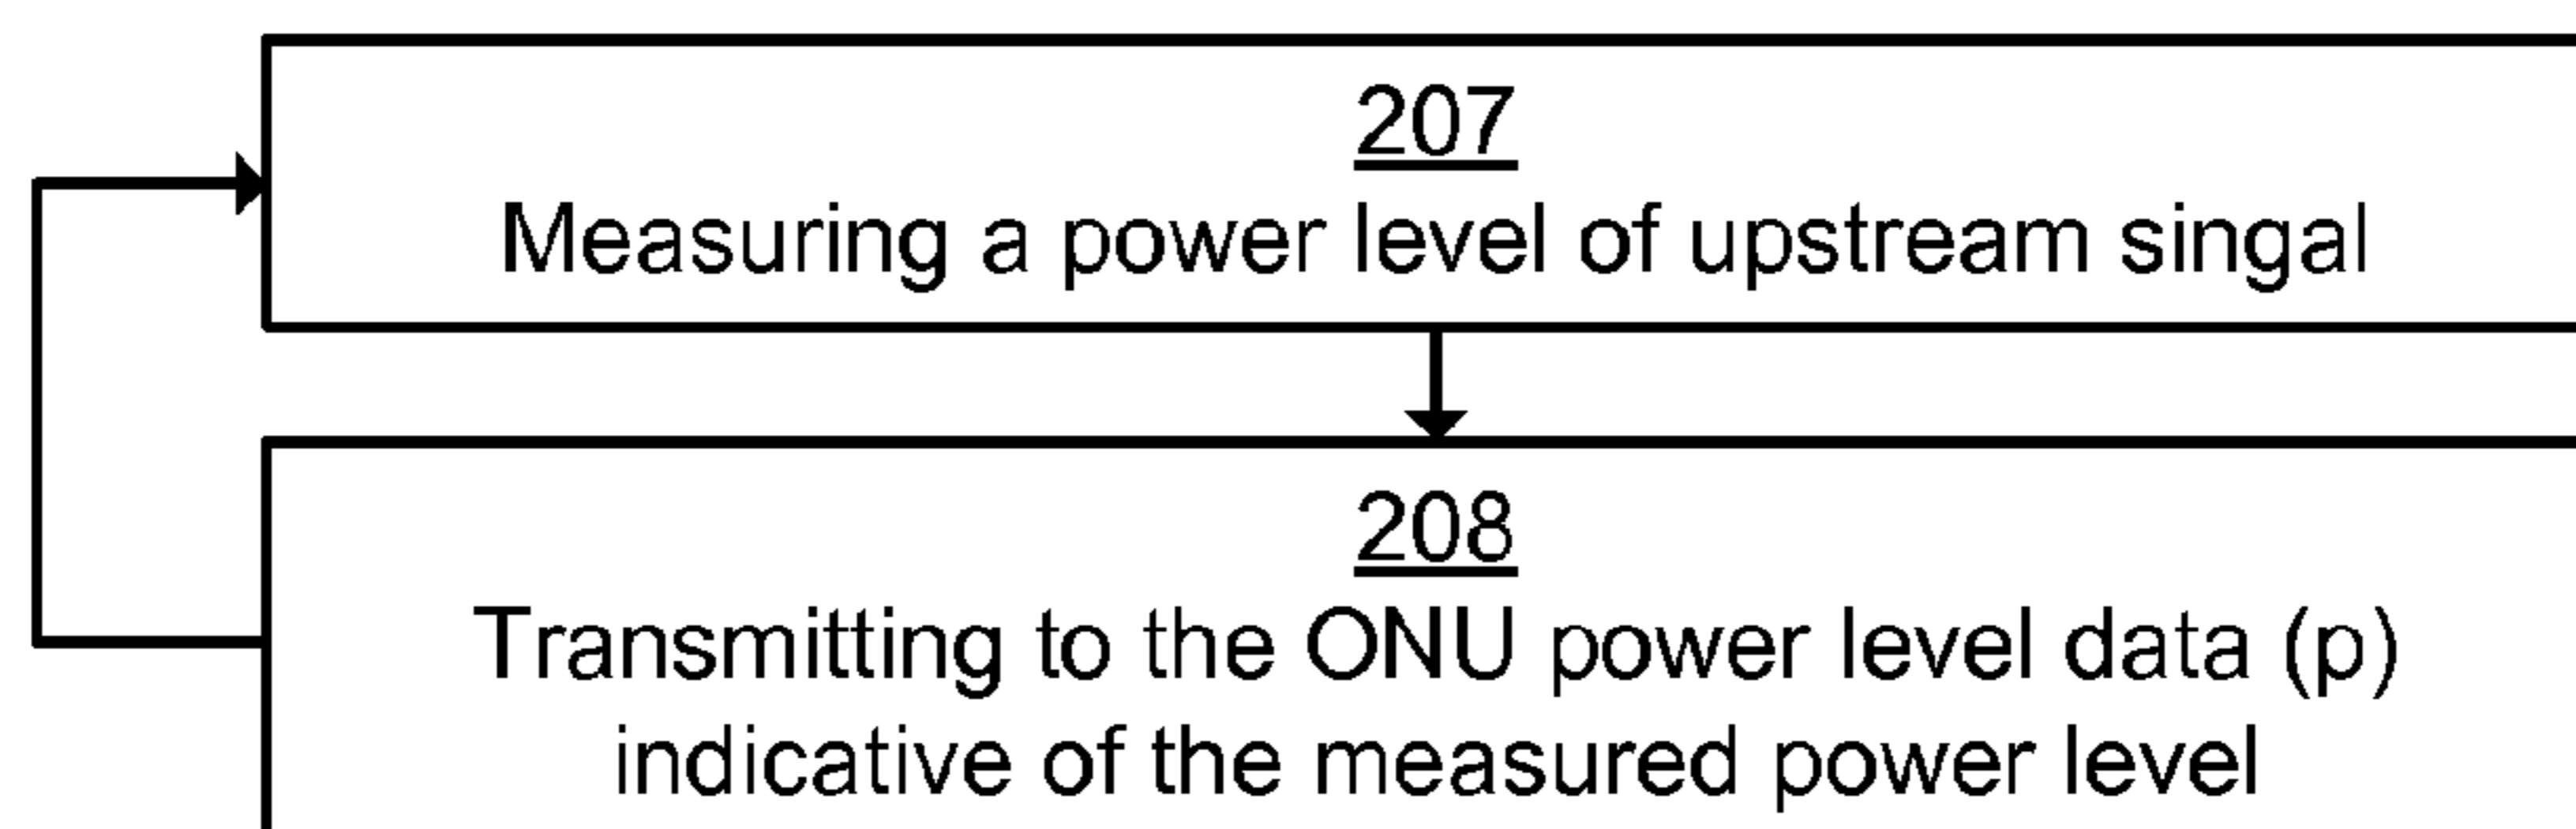 207
Measuring a power level of upstream singal
208
Transmitting to the ONU power level data (p)
indicative of the measured power level